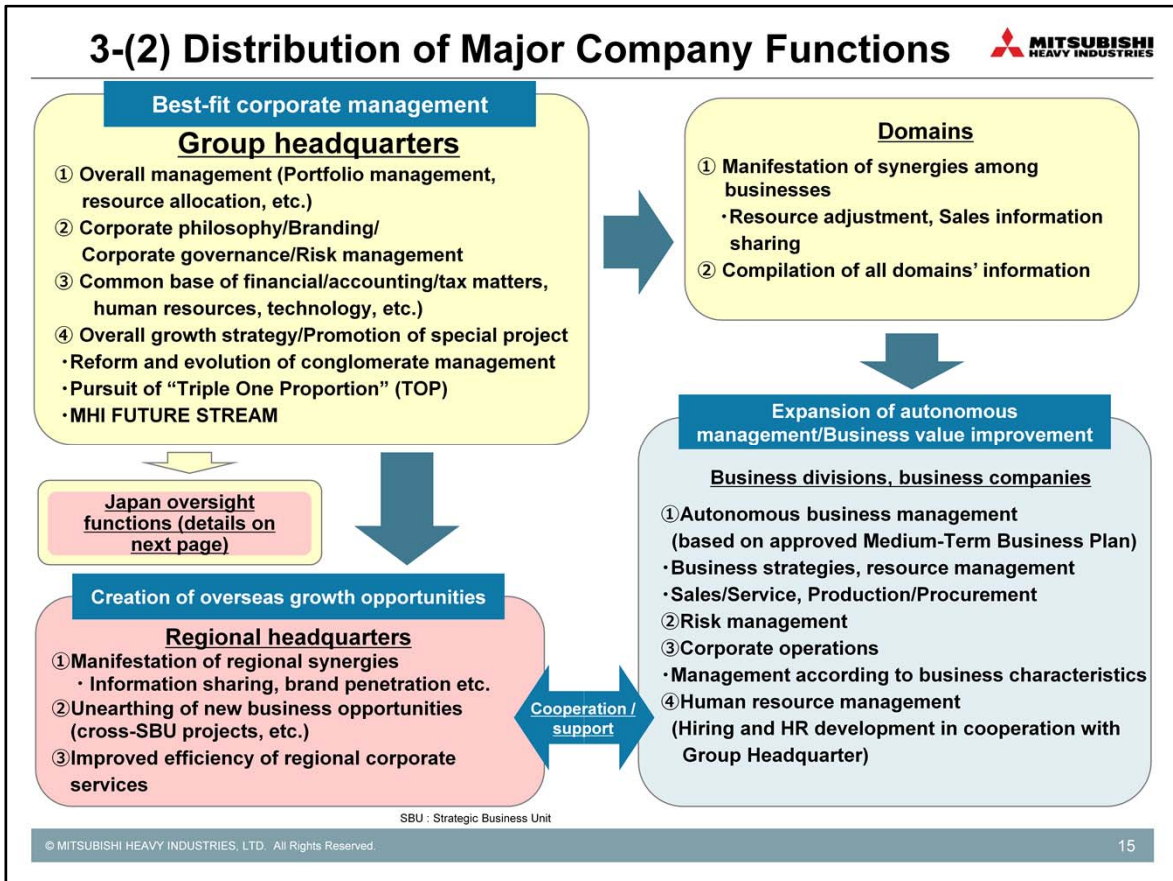 3-(2) Distribution of Major Company Functions
MITSUBISHI
HEAVY INDUSTRIES
Best-fit corporate management
Group headquarters
① Overall management (Portfolio management,
resource allocation, etc.)
② Corporate philosophy/Branding/
Corporate governance/Risk management
③ Common base of financial/accounting/tax matters,
human resources, technology, etc.)
④ Overall growth strategy/Promotion of special project
・Reform and evolution of conglomerate management
・Pursuit of “Triple One Proportion” (TOP)
・MHI FUTURE STREAM
Domains
① Manifestation of synergies among
businesses
・Resource adjustment, Sales information
sharing
② Compilation of all domains’ information
Japan oversight
functions (details on
next page)
Creation of overseas growth opportunities
Regional headquarters
①Manifestation of regional synergies
・Information sharing, brand penetration etc.
②Unearthing of new business opportunities
(cross-SBU projects, etc.)
③Improved efficiency of regional corporate
services
Cooperation /
support
Expansion of autonomous
management/Business value improvement
Business divisions, business companies
①Autonomous business management
(based on approved Medium-Term Business Plan)
・Business strategies, resource management
・Sales/Service, Production/Procurement
②Risk management
③Corporate operations
・Management according to business characteristics
④Human resource management
(Hiring and HR development in cooperation with
Group Headquarter)
SBU : Strategic Business Unit
© MITSUBISHI HEAVY INDUSTRIES, LTD. All Rights Reserved.
15